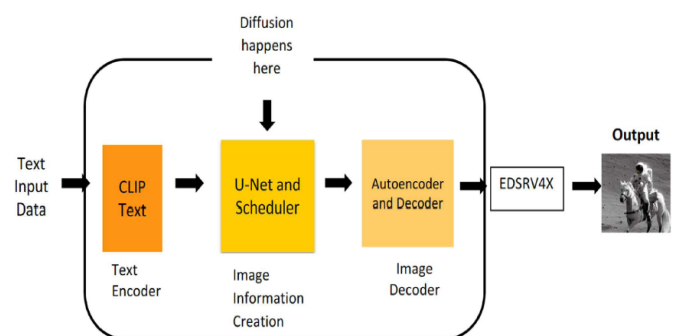 Diffusion
happens
here
Text
Input
Data
CLIP
Text
Text
Encoder
U-Net and
Scheduler
Image
Information
Creation
Autoencoder
and Decoder
Image
Decoder
EDSRV4X
Output